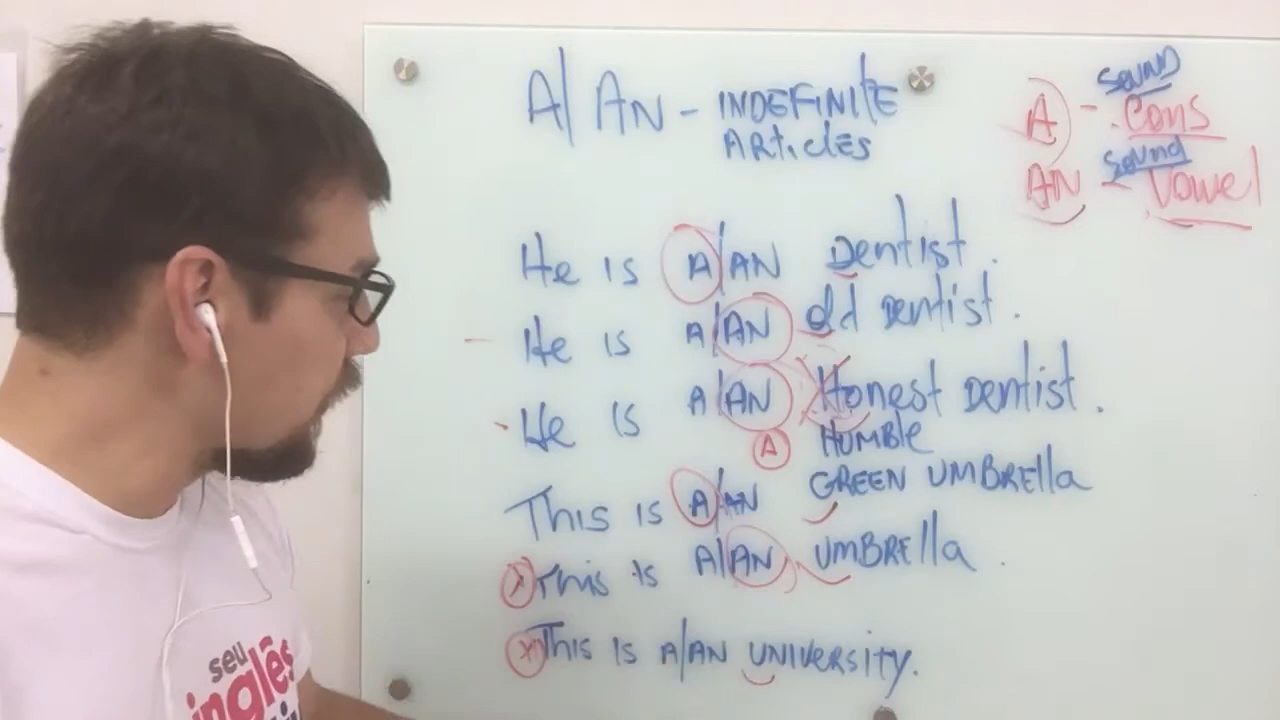 A/AN - INDEFINITE
ARTicles
SOUND
A - Cons
Sound
AN - Vowel
He is A/AN Dentist.
He is A/AN old Dentist.
He is A/AN Honest Dentist.
A HUMBLE
This is A/AN GREEN UMBRElla
This is A/AN UMBRElla.
This is A/AN UNIVERSITY.
seu
inglês